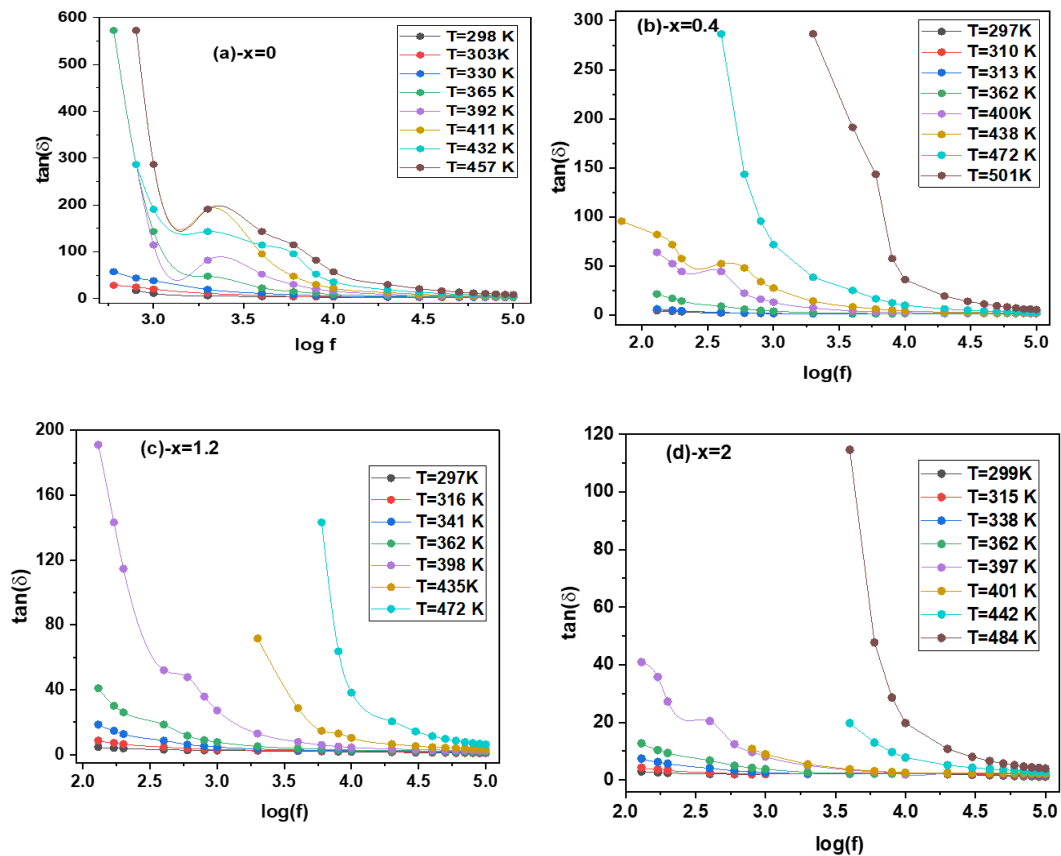 (a)-x=0
600
500
400
300
200
100
0
tan(δ)
3.0
3.5
4.0
4.5
5.0
log f
T=298 K
T=303K
T=330 K
T=365 K
T=392 K
T=411 K
T=432 K
T=457 K
(b)-x=0.4
300
250
200
150
100
50
0
tan(δ)
2.0
2.5
3.0
3.5
4.0
4.5
5.0
log(f)
T=297K
T=310 K
T=313 K
T=362 K
T=400K
T=438 K
T=472 K
T=501K
(c)-x=1.2
200
160
120
80
40
0
tan(δ)
2.0
2.5
3.0
3.5
4.0
4.5
5.0
log(f)
T=297K
T=316 K
T=341 K
T=362 K
T=398 K
T=435K
T=472 K
(d)-x=2
120
100
80
60
40
20
0
tan(δ)
2.0
2.5
3.0
3.5
4.0
4.5
5.0
log(f)
T=299K
T=315 K
T=338 K
T=362 K
T=397 K
T=401 K
T=442 K
T=484 K